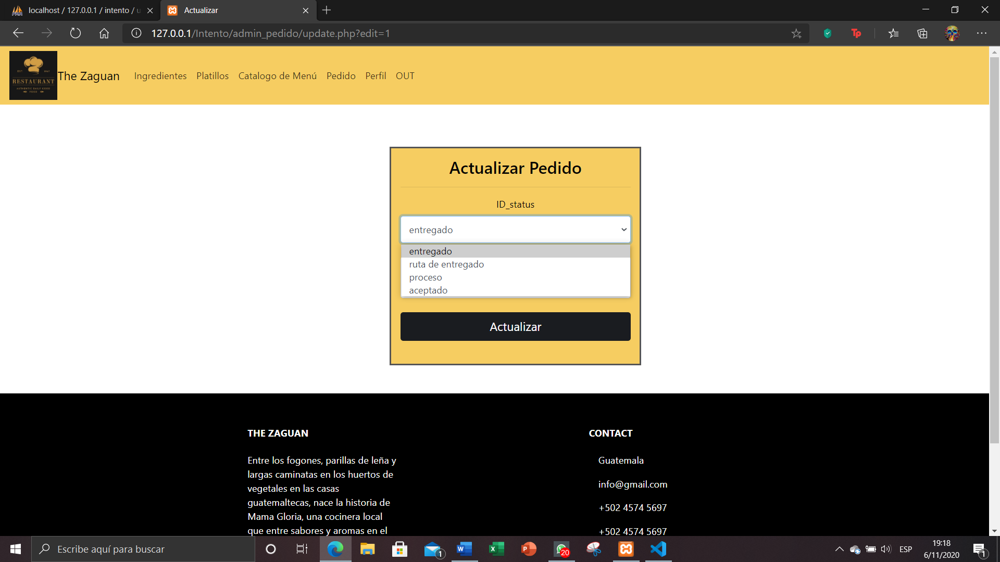 localhost / 127.0.0.1 / intento / u
Actualizar
127.0.0.1/Intento/admin_pedido/update.php?edit=1
RESTAURANT
The Zaguan
Ingredientes
Platillos
Catalogo de Menú
Pedido
Perfil
OUT
Actualizar Pedido
ID_status
entregado
entregado
ruta de entregado
proceso
aceptado
Actualizar
THE ZAGUAN
Entre los fogones, parillas de leña y
largas caminatas en los huertos de
vegetales en las casas
guatemaltecas, nace la historia de
Mama Gloria, una cocinera local
que entre sabores y aromas en el
CONTACT
Guatemala
info@gmail.com
+502 4574 5697
+502 4574 5697
Escribe aquí para buscar
1
20
ESP
19:18
6/11/2020
1